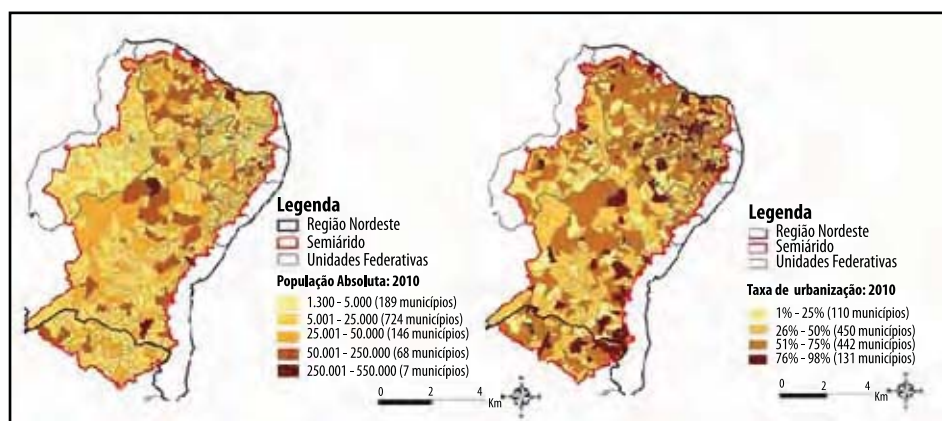 Legenda
Região Nordeste
Semiárido
Unidades Federativas
População Absoluta: 2010
1.300 - 5.000 (189 municípios)
5.001 - 25.000 (724 municípios)
25.001 - 50.000 (146 municípios)
50.001 - 250.000 (68 municípios)
250.001 - 550.000 (7 municípios)
0 2 4
Km
Legenda
Região Nordeste
Semiárido
Unidades Federativas
Taxa de urbanização: 2010
1% - 25% (110 municípios)
26% - 50% (450 municípios)
51% - 75% (442 municípios)
76% - 98% (131 municípios)
0 2 4
Km